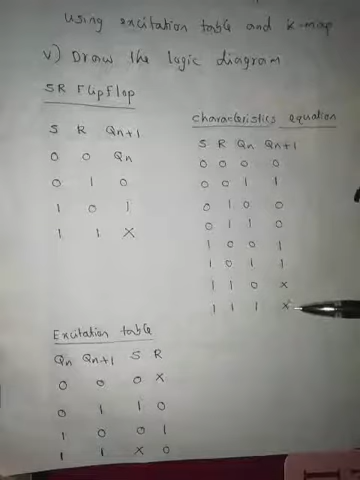 using excitation table and k-map
v) Draw the logic diagram
SR FlipFlop
S R Qn+1
0 0 Qn
0 1 0
1 0 1
1 1 X
characteristics equation
S R Qn Qn+1
0 0 0 0
0 0 1 1
0 1 0 0
0 1 1 0
1 0 0 1
1 0 1 1
1 1 0 x
1 1 1 x
Excitation table
Qn Qn+1 S R
0 0 0 X
0 1 1 0
1 0 0 1
1 1 X 0